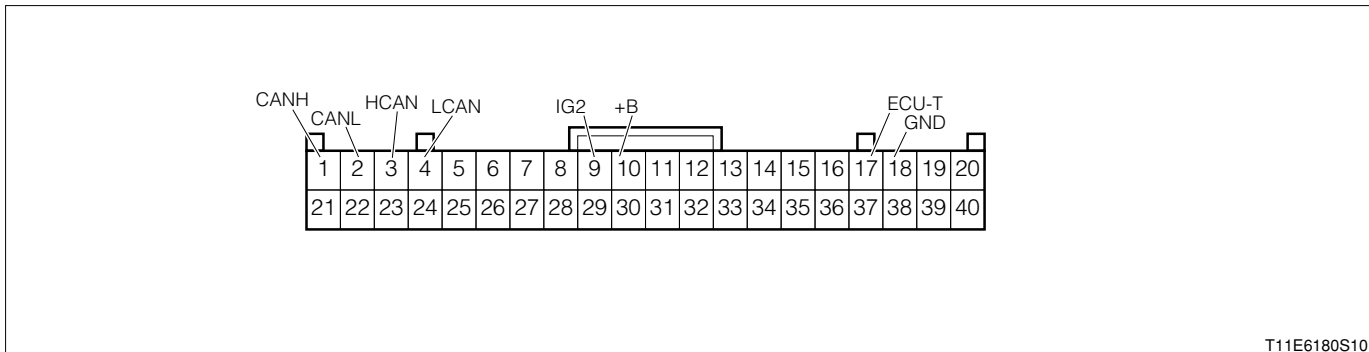 CANH CANL HCAN LCAN IG2 +B ECU-T GND
1 2 3 4 5 6 7 8 9 10 11 12 13 14 15 16 17 18 19 20
21 22 23 24 25 26 27 28 29 30 31 32 33 34 35 36 37 38 39 40
T11E6180S10